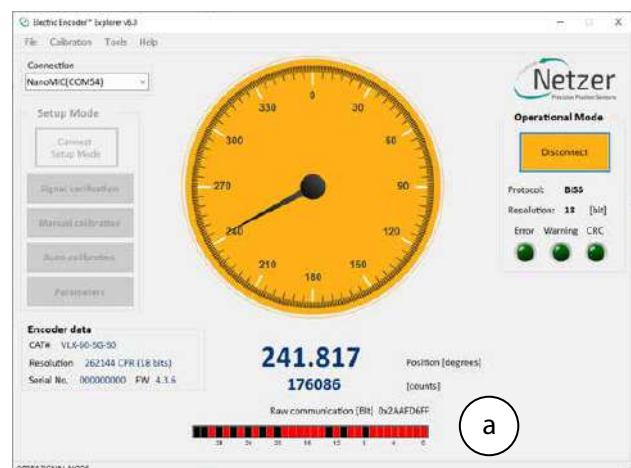 Electric Encoder™ Explorer v6.3
File Calibration Tools Help
Connection
NanoMIC(COM54)
Netzer
Precision Position Sensors
Setup Mode
Connect
Setup Mode
Signal verification
Manual calibration
Auto calibration
Parameters
0
30
60
90
120
150
180
210
240
270
300
330
Operational Mode
Disconnect
Protocol: BiSS
Resolution: 18 [bit]
Error Warning CRC
Encoder data
CAT# VLX-60-SG-S0
Resolution 262144 CPR (18 bits)
Serial No. 000000000 FW 4.3.6
241.817 Position [degrees]
176086 [counts]
Raw communication [Bit] 0x2AAFD6FF
a
OPERATIONAL MODE